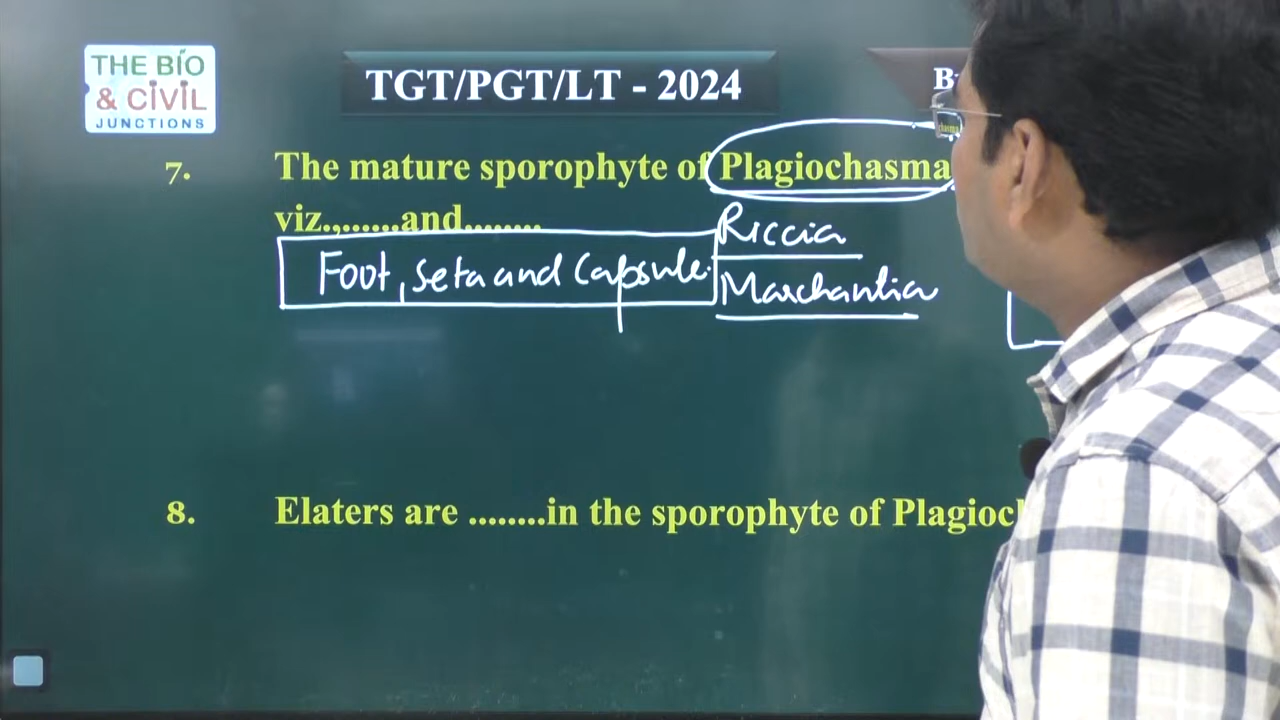 THE BIO
& CIVIL
JUNCTIONS
TGT/PGT/LT - 2024
7. The mature sporophyte of Plagiochasma
viz.,.......and.........
Riccia
Foot, Seta and Capsule.
Marchantia
8. Elaters are ........in the sporophyte of